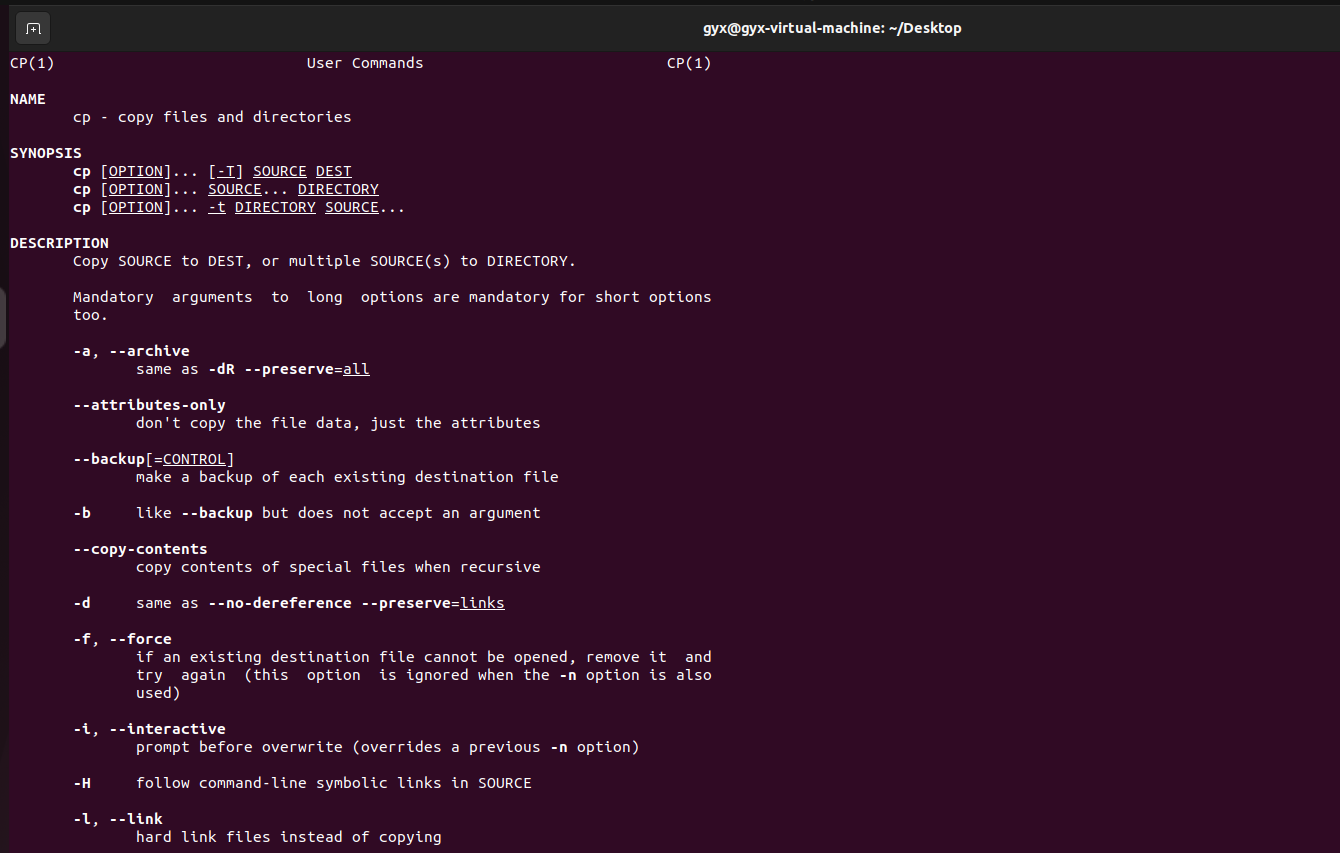 gyx@gyx-virtual-machine: ~/Desktop
CP(1) User Commands CP(1)
NAME
cp - copy files and directories
SYNOPSIS
cp [OPTION]... [-T] SOURCE DEST
cp [OPTION]... SOURCE... DIRECTORY
cp [OPTION]... -t DIRECTORY SOURCE...
DESCRIPTION
Copy SOURCE to DEST, or multiple SOURCE(s) to DIRECTORY.
Mandatory arguments to long options are mandatory for short options
too.
-a, --archive
same as -dR --preserve=all
--attributes-only
don't copy the file data, just the attributes
--backup[=CONTROL]
make a backup of each existing destination file
-b like --backup but does not accept an argument
--copy-contents
copy contents of special files when recursive
-d same as --no-dereference --preserve=links
-f, --force
if an existing destination file cannot be opened, remove it and
try again (this option is ignored when the -n option is also
used)
-i, --interactive
prompt before overwrite (overrides a previous -n option)
-H follow command-line symbolic links in SOURCE
-l, --link
hard link files instead of copying